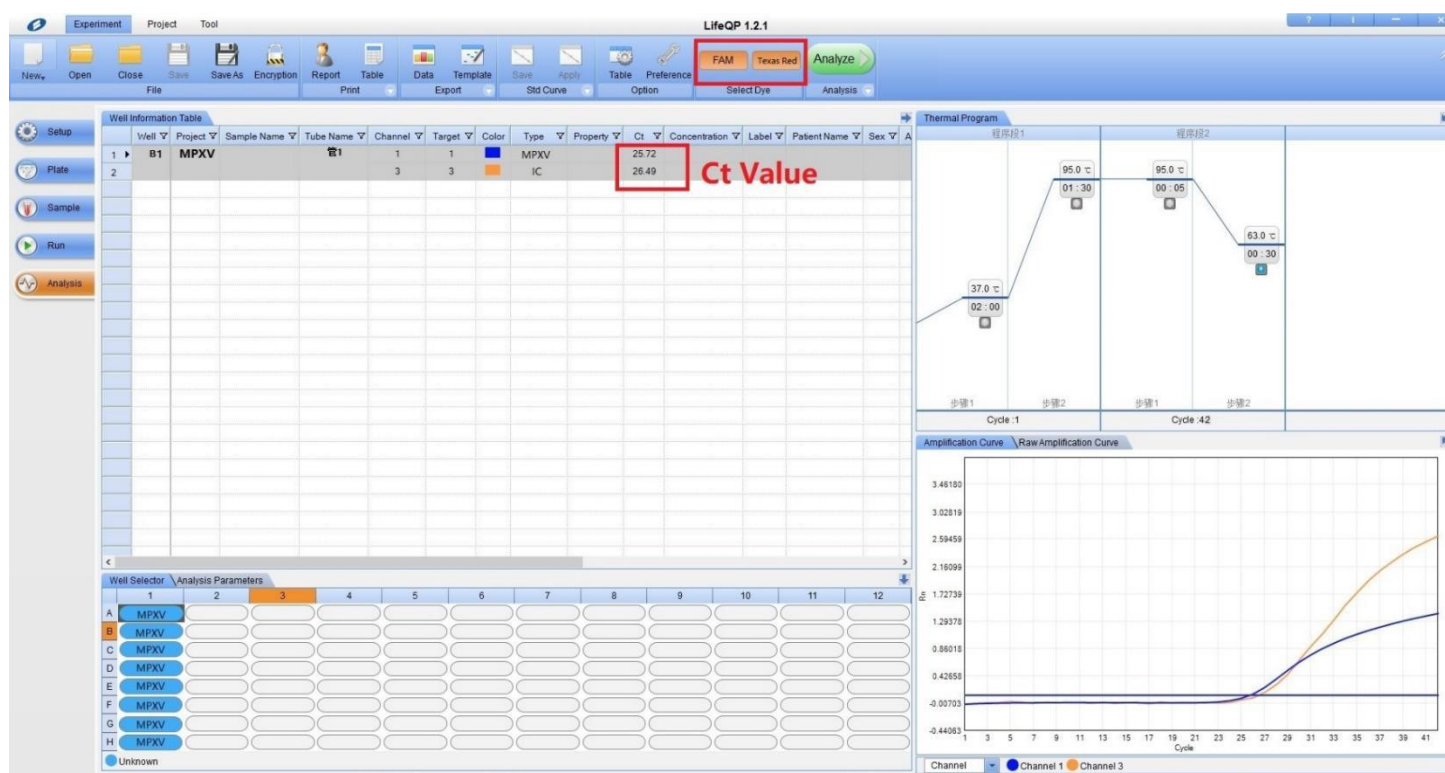 Experiment Project Tool LifeQP 1.2.1 ? i
New Open Close Save Save As Encryption Report Table Data Template Save Apply Table Preference FAM Texas Red Analyze
File Print Export Std Curve Option Select Dye Analysis
Setup
Plate
Sample
Run
Analysis
Well Information Table
Well Project Sample Name Tube Name Channel Target Color Type Property Ct Concentration Label Patient Name Sex A
1 B1 MPXV 管1 1 1 MPXV 25.72
2 3 3 IC 26.49
Ct Value
Well Selector Analysis Parameters
1 2 3 4 5 6 7 8 9 10 11 12
A MPXV
B MPXV
C MPXV
D MPXV
E MPXV
F MPXV
G MPXV
H MPXV
Unknown
Thermal Program
程序段1 程序段2
95.0 ℃ 95.0 ℃
01 : 30 00 : 05
63.0 ℃
00 : 30
37.0 ℃
02 : 00
步骤1 步骤2 步骤1 步骤2
Cycle :1 Cycle :42
Amplification Curve Raw Amplification Curve
3.46180
3.02819
2.59459
2.16099
1.72739
1.29378
0.86018
0.42658
-0.00703
-0.44063
Rn
1 3 5 7 9 11 13 15 17 19 21 23 25 27 29 31 33 35 37 39 41
Cycle
Channel Channel 1 Channel 3